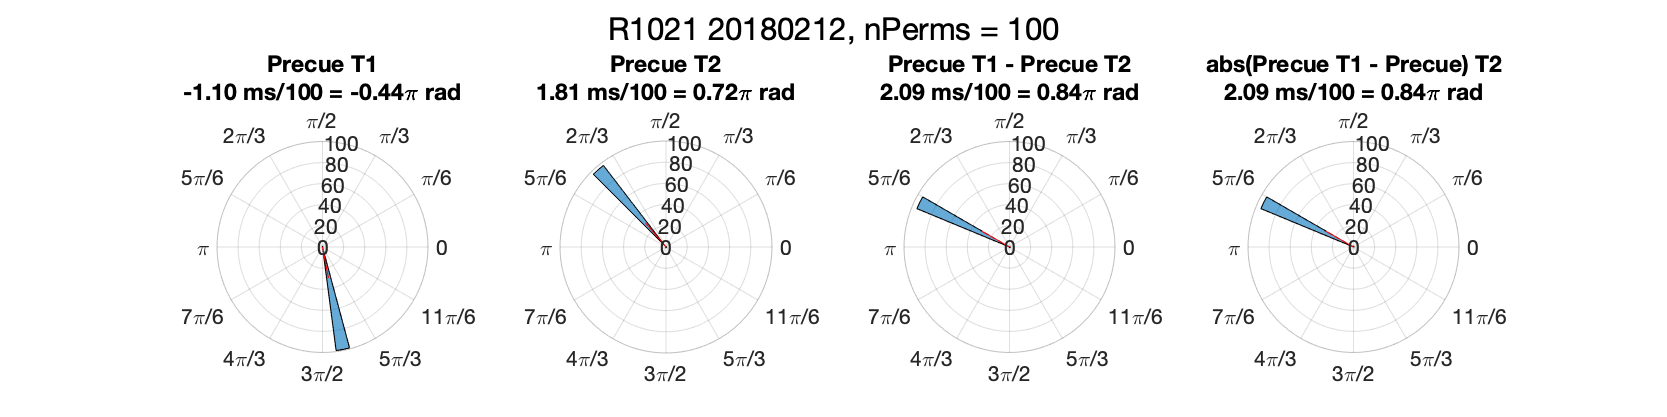 R1021 20180212, nPerms = 100
Precue T1
-1.10 ms/100 = -0.44π rad
π/2
2π/3
π/3
5π/6
π/6
π
0
7π/6
11π/6
4π/3
5π/3
3π/2
100
80
60
40
20
0
Precue T2
1.81 ms/100 = 0.72π rad
π/2
2π/3
π/3
5π/6
π/6
π
0
7π/6
11π/6
4π/3
5π/3
3π/2
100
80
60
40
20
0
Precue T1 - Precue T2
2.09 ms/100 = 0.84π rad
π/2
2π/3
π/3
5π/6
π/6
π
0
7π/6
11π/6
4π/3
5π/3
3π/2
100
80
60
40
20
0
abs(Precue T1 - Precue) T2
2.09 ms/100 = 0.84π rad
π/2
2π/3
π/3
5π/6
π/6
π
0
7π/6
11π/6
4π/3
5π/3
3π/2
100
80
60
40
20
0